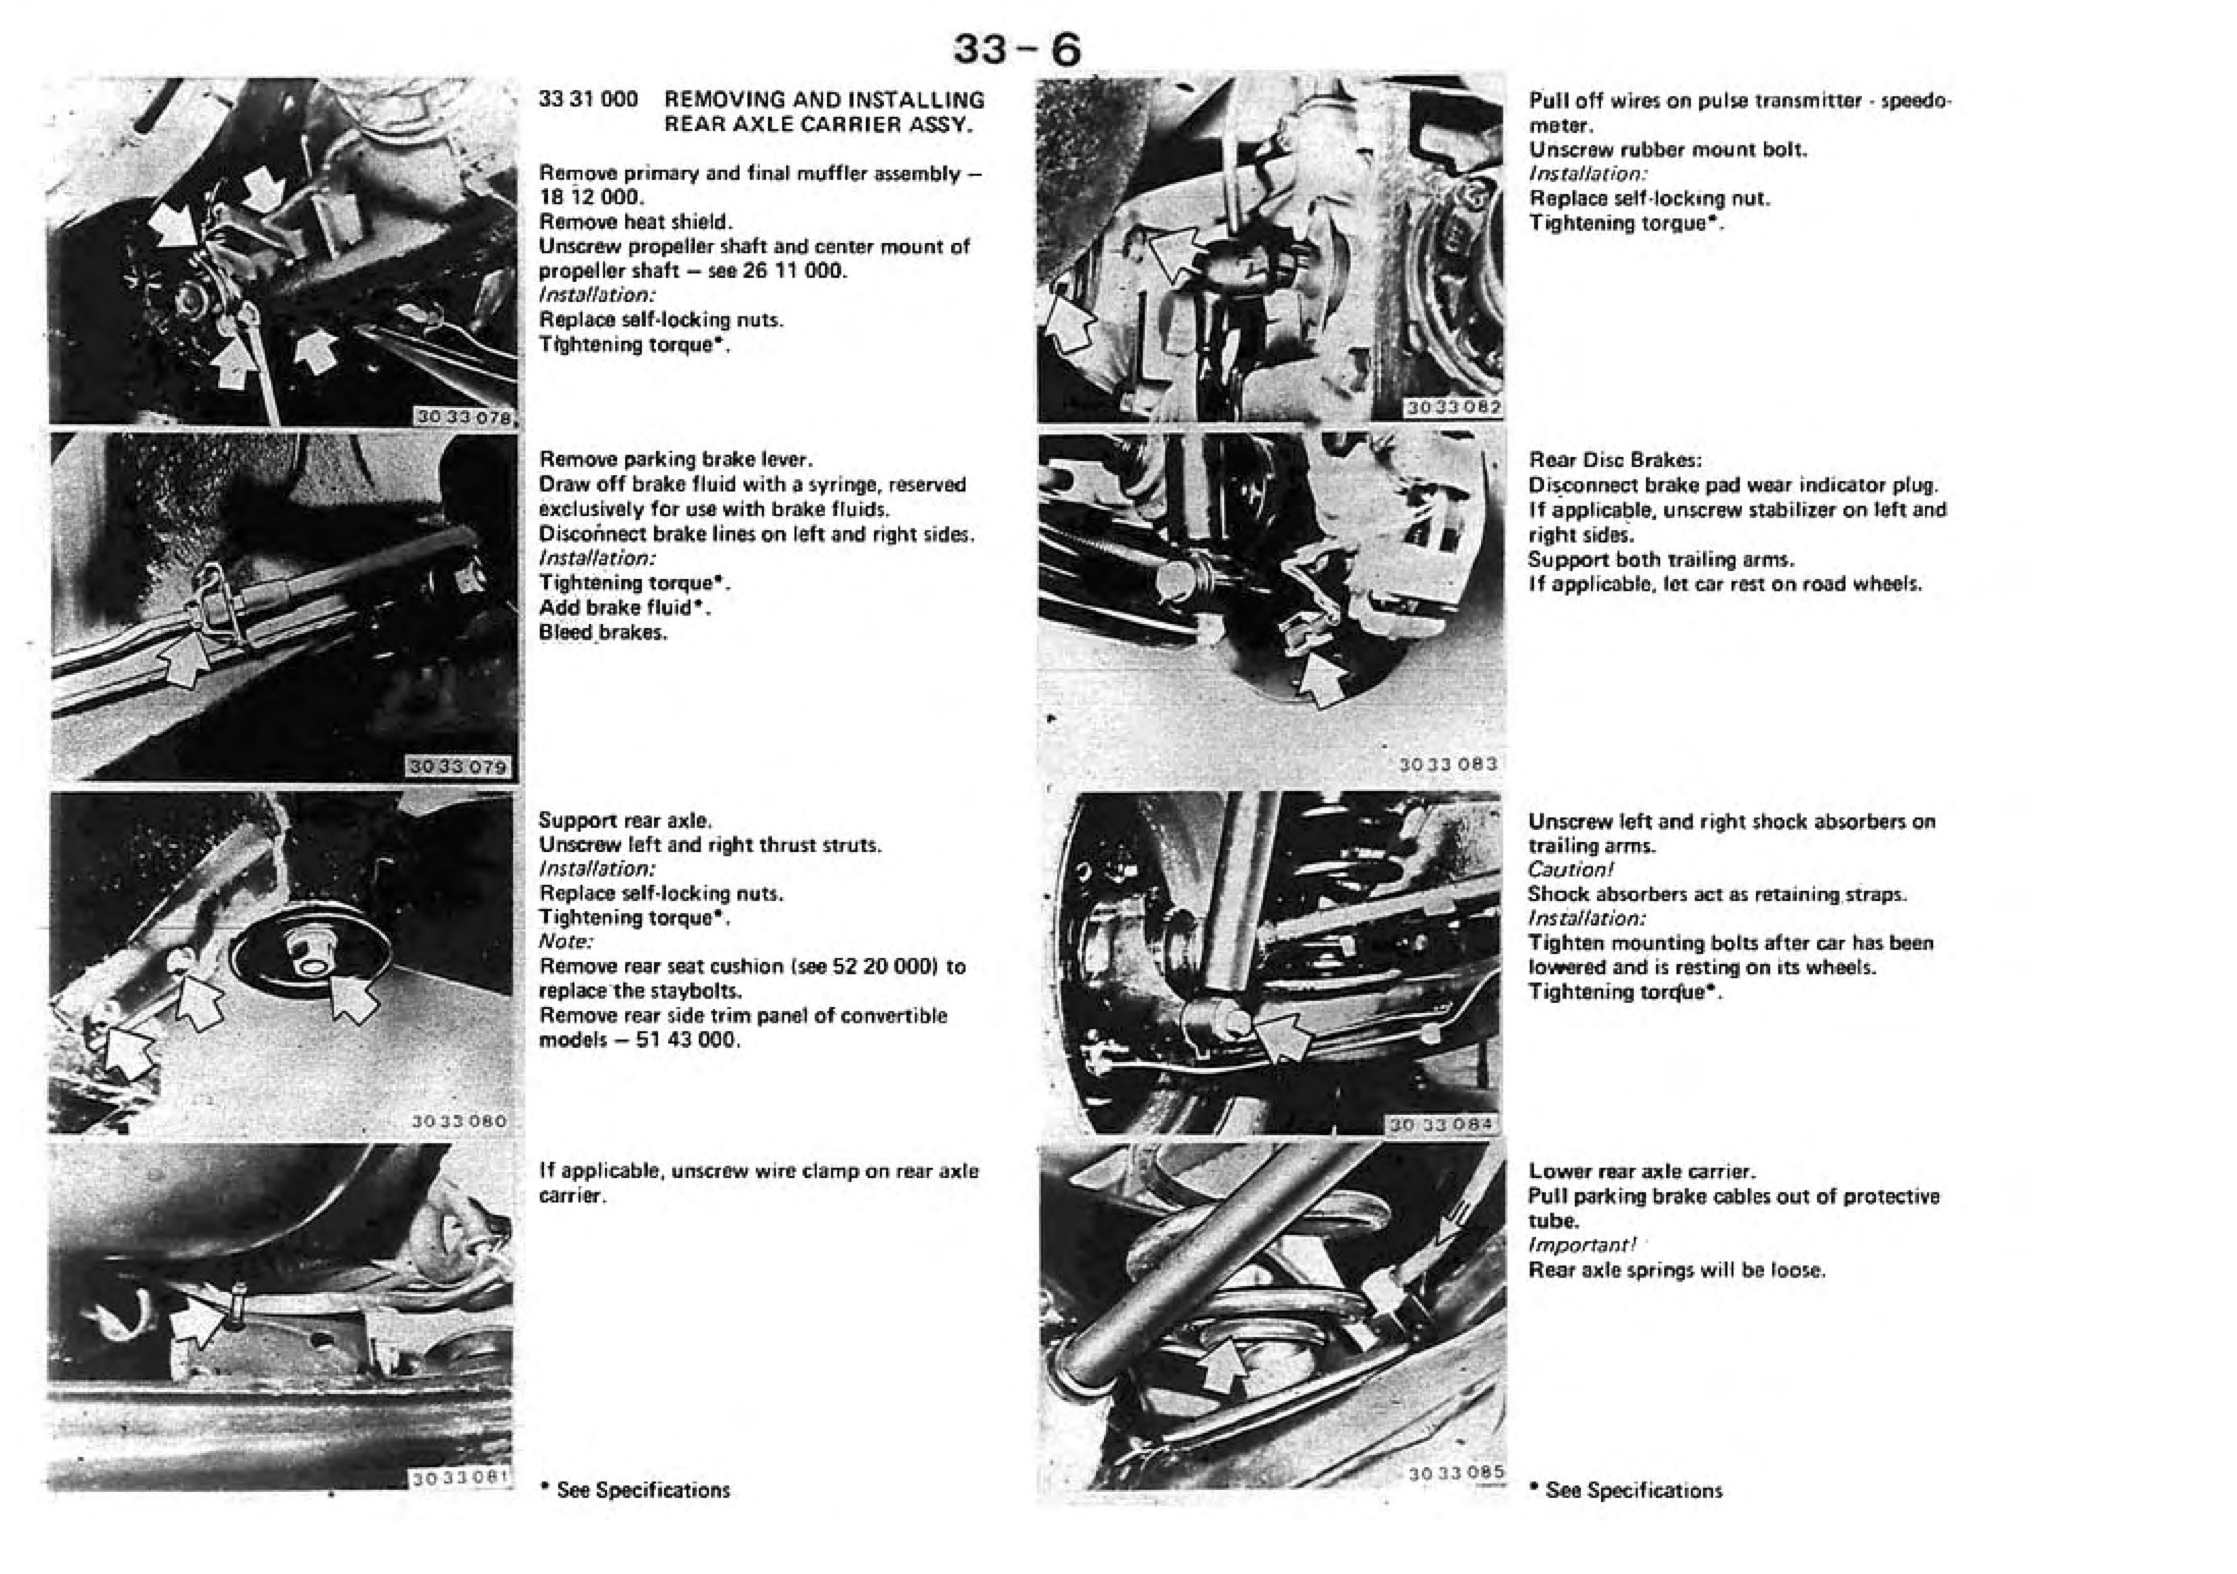 33-6
33 31 000 REMOVING AND INSTALLING
REAR AXLE CARRIER ASSY.
Remove primary and final muffler assembly –
18 12 000.
Remove heat shield.
Unscrew propeller shaft and center mount of
propeller shaft – see 26 11 000.
Installation:
Replace self-locking nuts.
Tightening torque*.
30 33 078
Remove parking brake lever.
Draw off brake fluid with a syringe, reserved
exclusively for use with brake fluids.
Disconnect brake lines on left and right sides.
Installation:
Tightening torque*.
Add brake fluid*.
Bleed brakes.
30 33 079
Support rear axle.
Unscrew left and right thrust struts.
Installation:
Replace self-locking nuts.
Tightening torque*.
Note:
Remove rear seat cushion (see 52 20 000) to
replace the staybolts.
Remove rear side trim panel of convertible
models – 51 43 000.
30 33 080
If applicable, unscrew wire clamp on rear axle
carrier.
30 33 081
* See Specifications
Pull off wires on pulse transmitter - speedo-
meter.
Unscrew rubber mount bolt.
Installation:
Replace self-locking nut.
Tightening torque*.
30 33 082
Rear Disc Brakes:
Disconnect brake pad wear indicator plug.
If applicable, unscrew stabilizer on left and
right sides.
Support both trailing arms.
If applicable, let car rest on road wheels.
30 33 083
Unscrew left and right shock absorbers on
trailing arms.
Caution!
Shock absorbers act as retaining straps.
Installation:
Tighten mounting bolts after car has been
lowered and is resting on its wheels.
Tightening torque*.
30 33 084
Lower rear axle carrier.
Pull parking brake cables out of protective
tube.
Important!
Rear axle springs will be loose.
30 33 085
* See Specifications